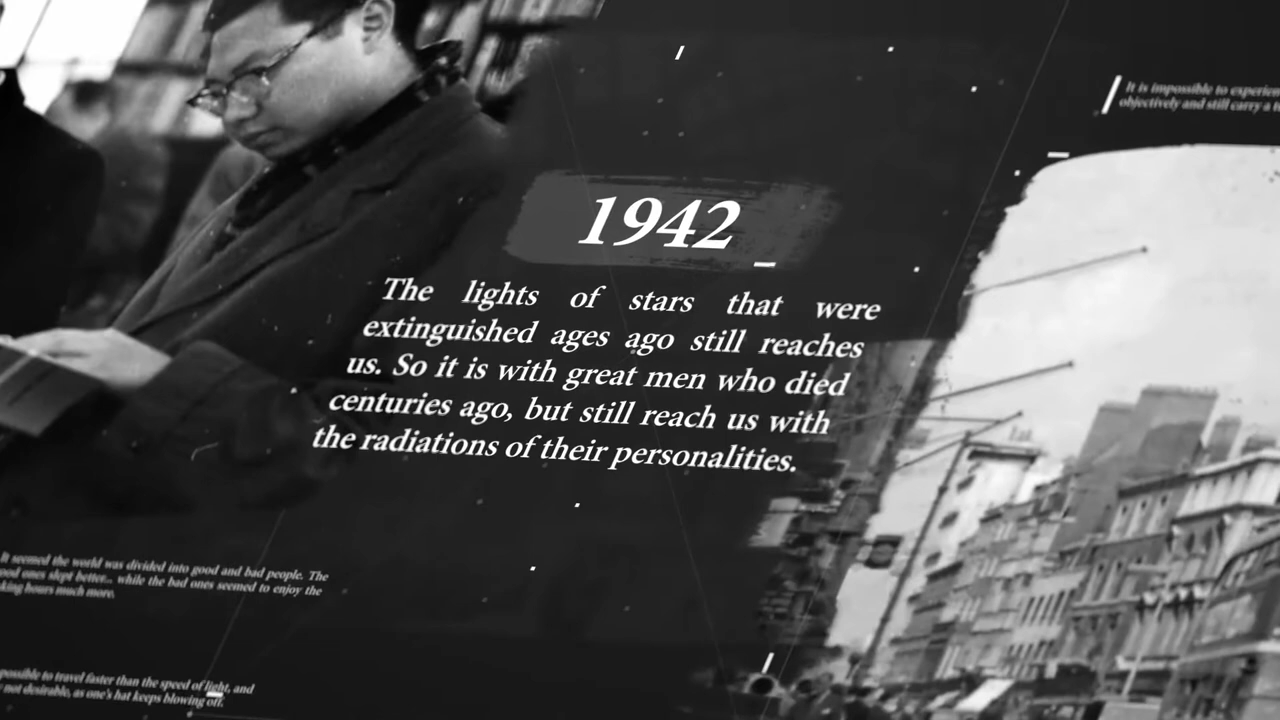 It is impossible to
objectively and still carry a
1942
The lights of stars that were
extinguished ages ago still reaches
us. So it is with great men who died
centuries ago, but still reach us with
the radiations of their personalities.
It seemed the world was divided into good and bad people. The
ones slept better... while the bad ones seemed to enjoy the
hours much more.
to travel faster than the speed of light, and
not desirable, as one's hat keeps blowing off.